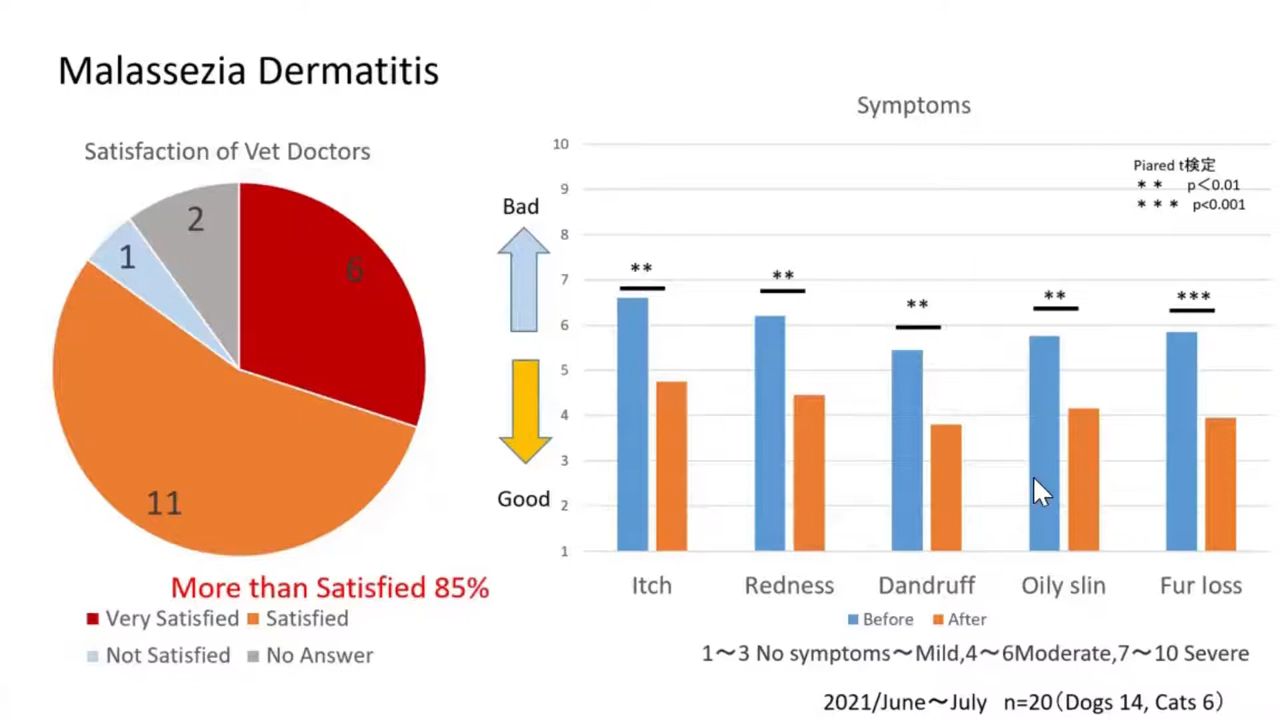 Malassezia Dermatitis
Satisfaction of Vet Doctors
2
1
6
11
More than Satisfied 85%
Very Satisfied Satisfied
Not Satisfied No Answer
Bad
Good
Symptoms
10
9
8
7
6
5
4
3
2
1
Piared t検定
** p＜0.01
*** p<0.001
** ** ** ** ***
Itch Redness Dandruff Oily slin Fur loss
Before After
1～3 No symptoms～Mild,4～6Moderate,7～10 Severe
2021/June～July n=20（Dogs 14, Cats 6）